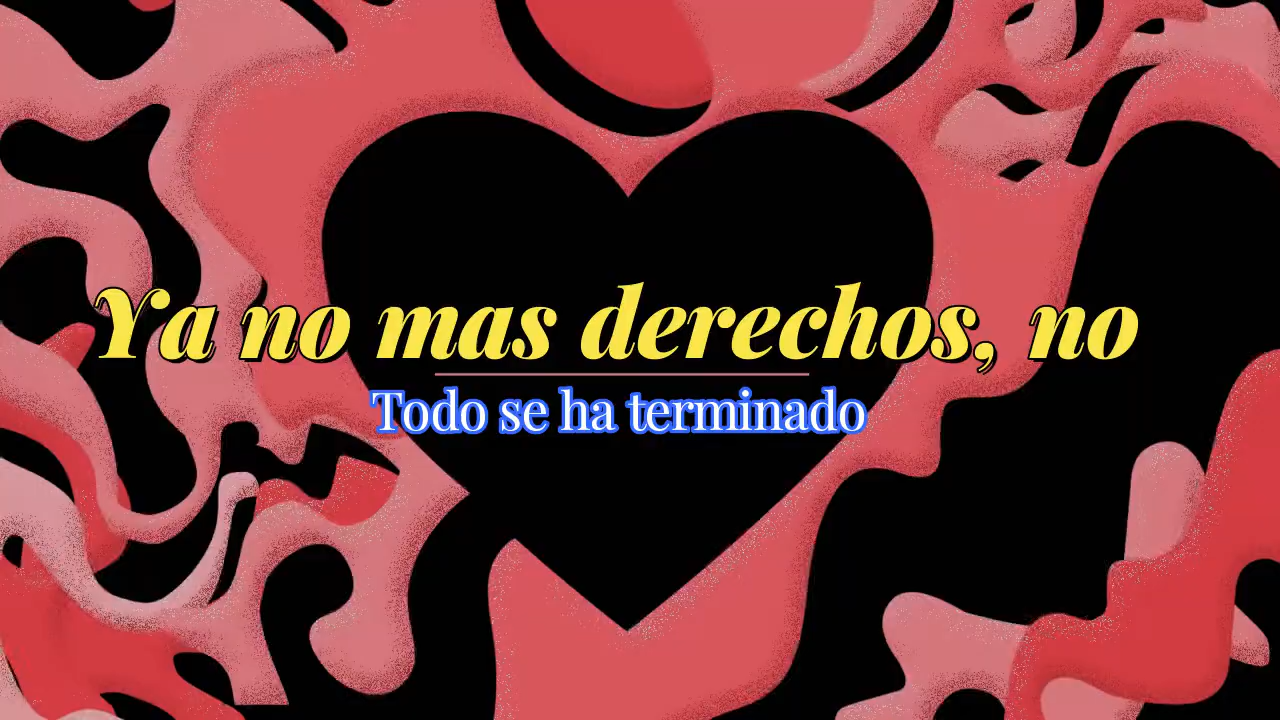 Ya no mas derechos, no
Todo se ha terminado